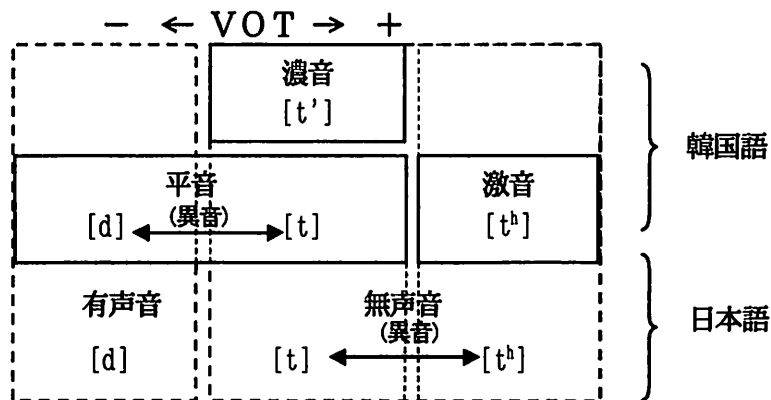 − ← VOT → +
濃音
[t']
韓国語
平音
激音
(異音)
[d] [t]
[tʰ]
有声音
無声音
(異音)
日本語
[d]
[t] [tʰ]